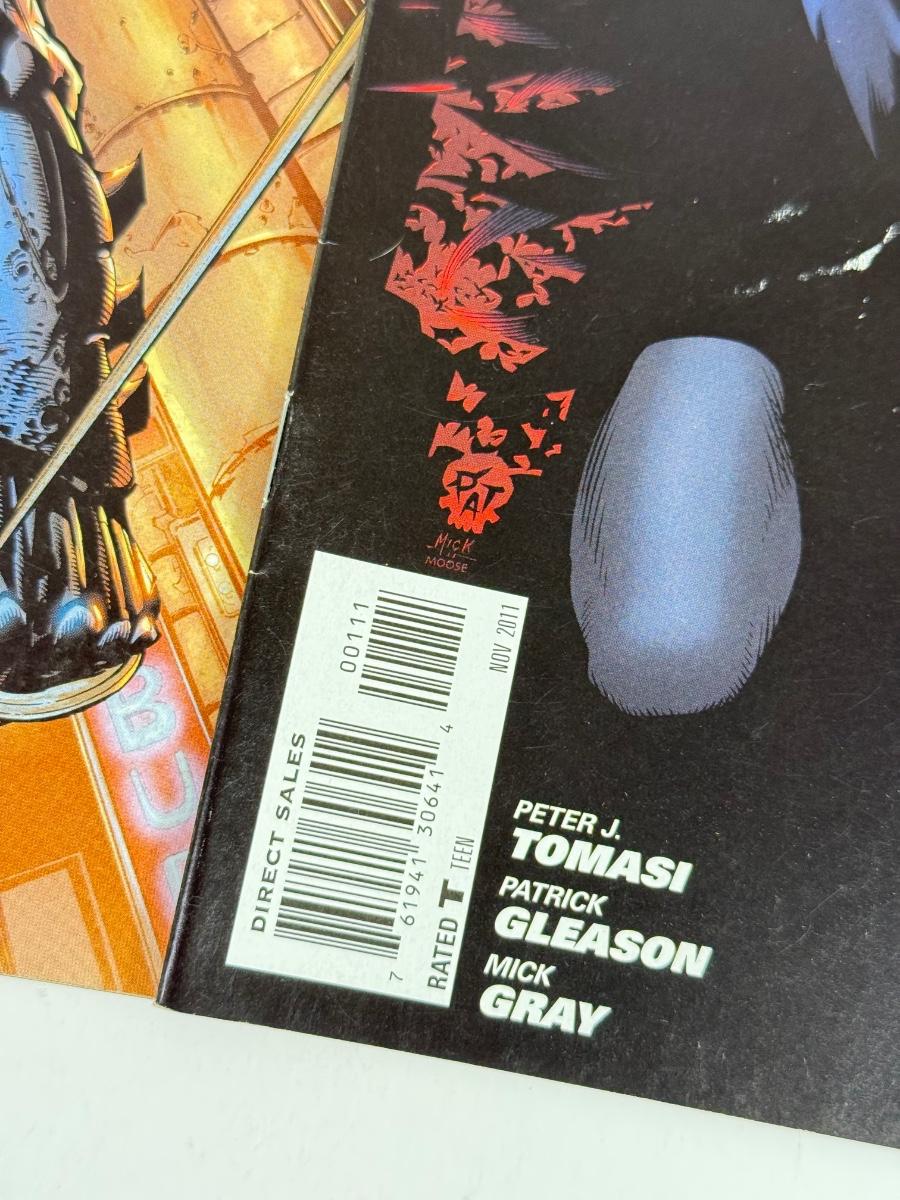 PAT
MICK
MOOSE
00111
NOV 2011
DIRECT SALES
7 61941 30641 4
RATED T TEEN
PETER J.
TOMASI
PATRICK
GLEASON
MICK
GRAY
BU